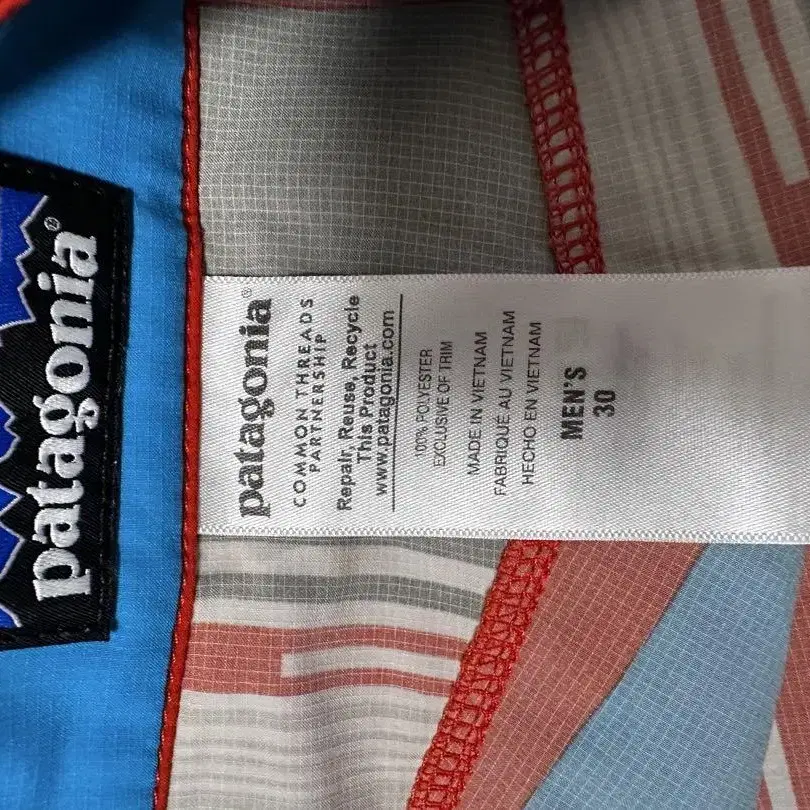 patagonia®
patagonia®
COMMON THREADS
PARTNERSHIP
Repair, Reuse, Recycle
This Product
www.patagonia.com
100% POLYESTER
EXCLUSIVE OF TRIM
MADE IN VIETNAM
FABRIQUÉ AU VIETNAM
HECHO EN VIETNAM
MEN'S
30